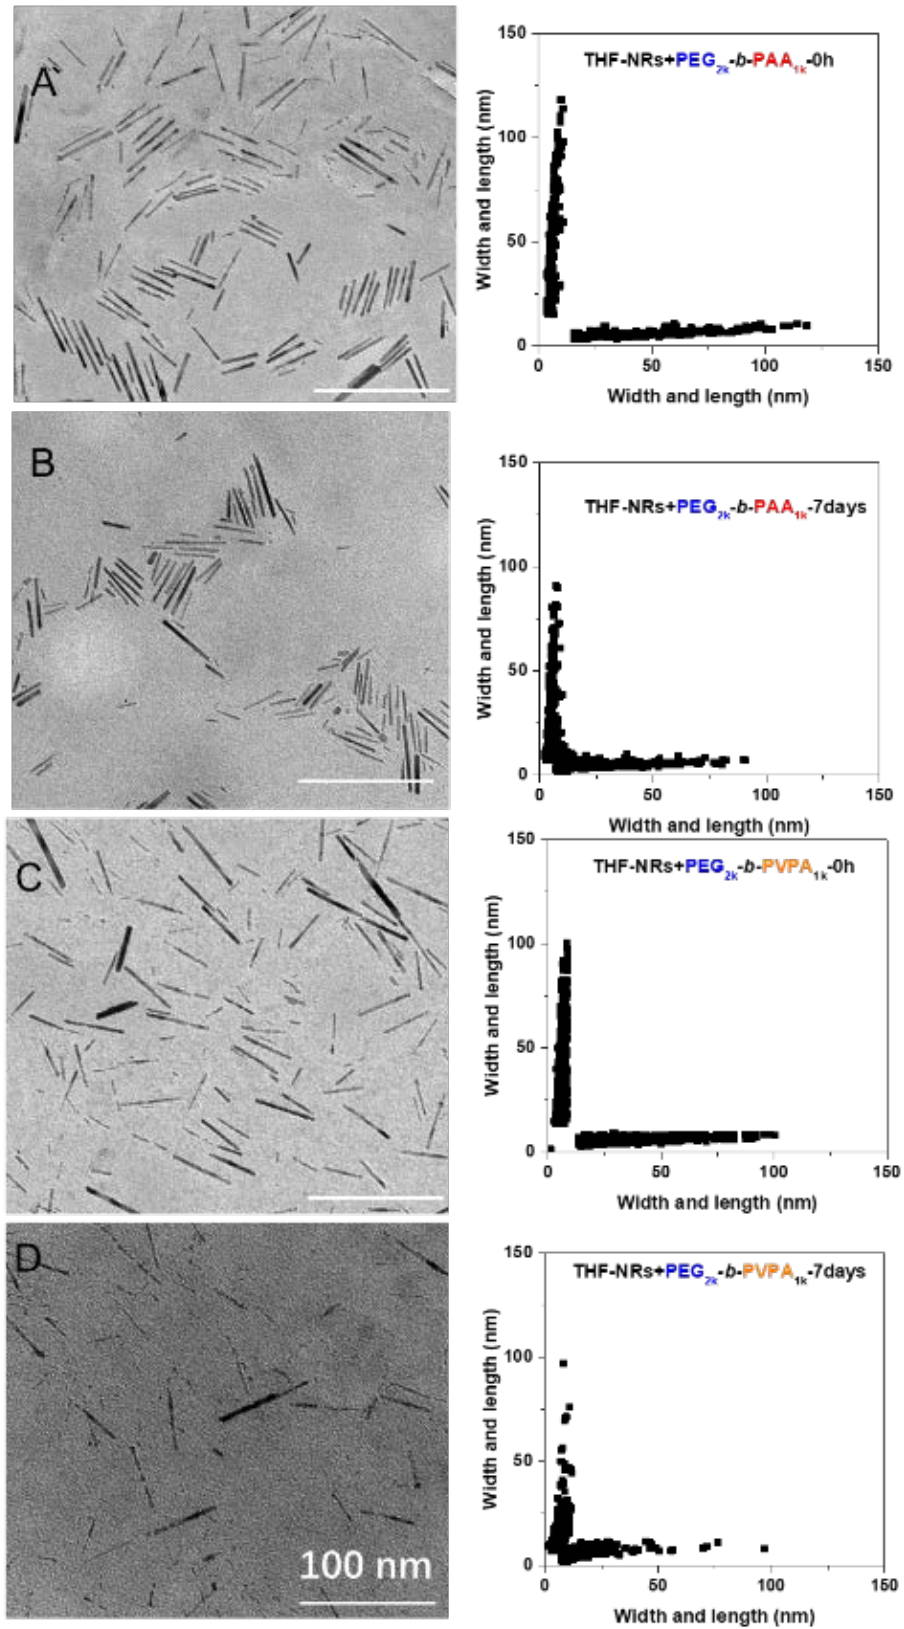 A
150
THF-NRs+PEG2k-b-PAA1k-0h
100
50
0
0 50 100 150
Width and length (nm)
Width and length (nm)
B
150
THF-NRs+PEG2k-b-PAA1k-7days
100
50
0
0 50 100 150
Width and length (nm)
Width and length (nm)
C
150
THF-NRs+PEG2k-b-PVPA1k-0h
100
50
0
0 50 100 150
Width and length (nm)
Width and length (nm)
D
100 nm
150
THF-NRs+PEG2k-b-PVPA1k-7days
100
50
0
0 50 100 150
Width and length (nm)
Width and length (nm)